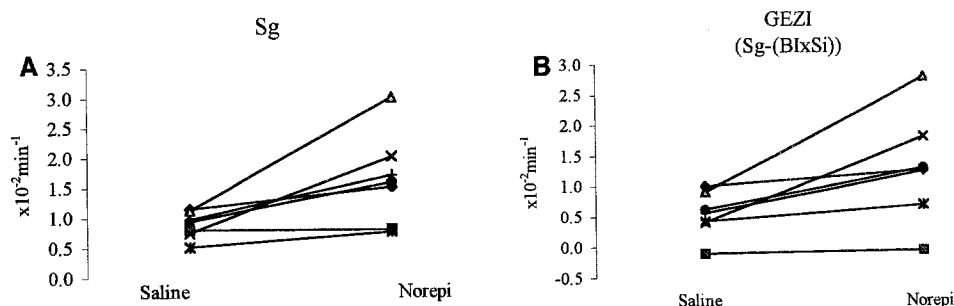 Sg
A
3.5
3.0
2.5
2.0
1.5
1.0
0.5
0.0
x10⁻²min⁻¹
Saline
Norepi
GEZI
(Sg-(BIxSi))
B
3.0
2.5
2.0
1.5
1.0
0.5
0.0
-0.5
x10⁻²min⁻¹
Saline
Norepi